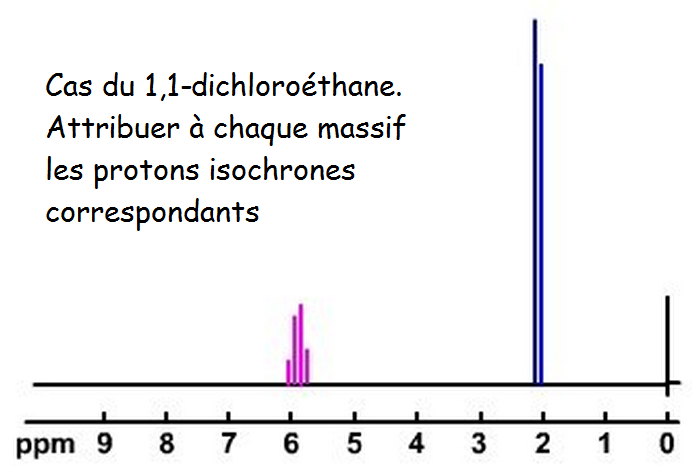 Cas du 1,1-dichloroéthane.
Attribuer à chaque massif
les protons isochrones
correspondants
ppm 9 8 7 6 5 4 3 2 1 0